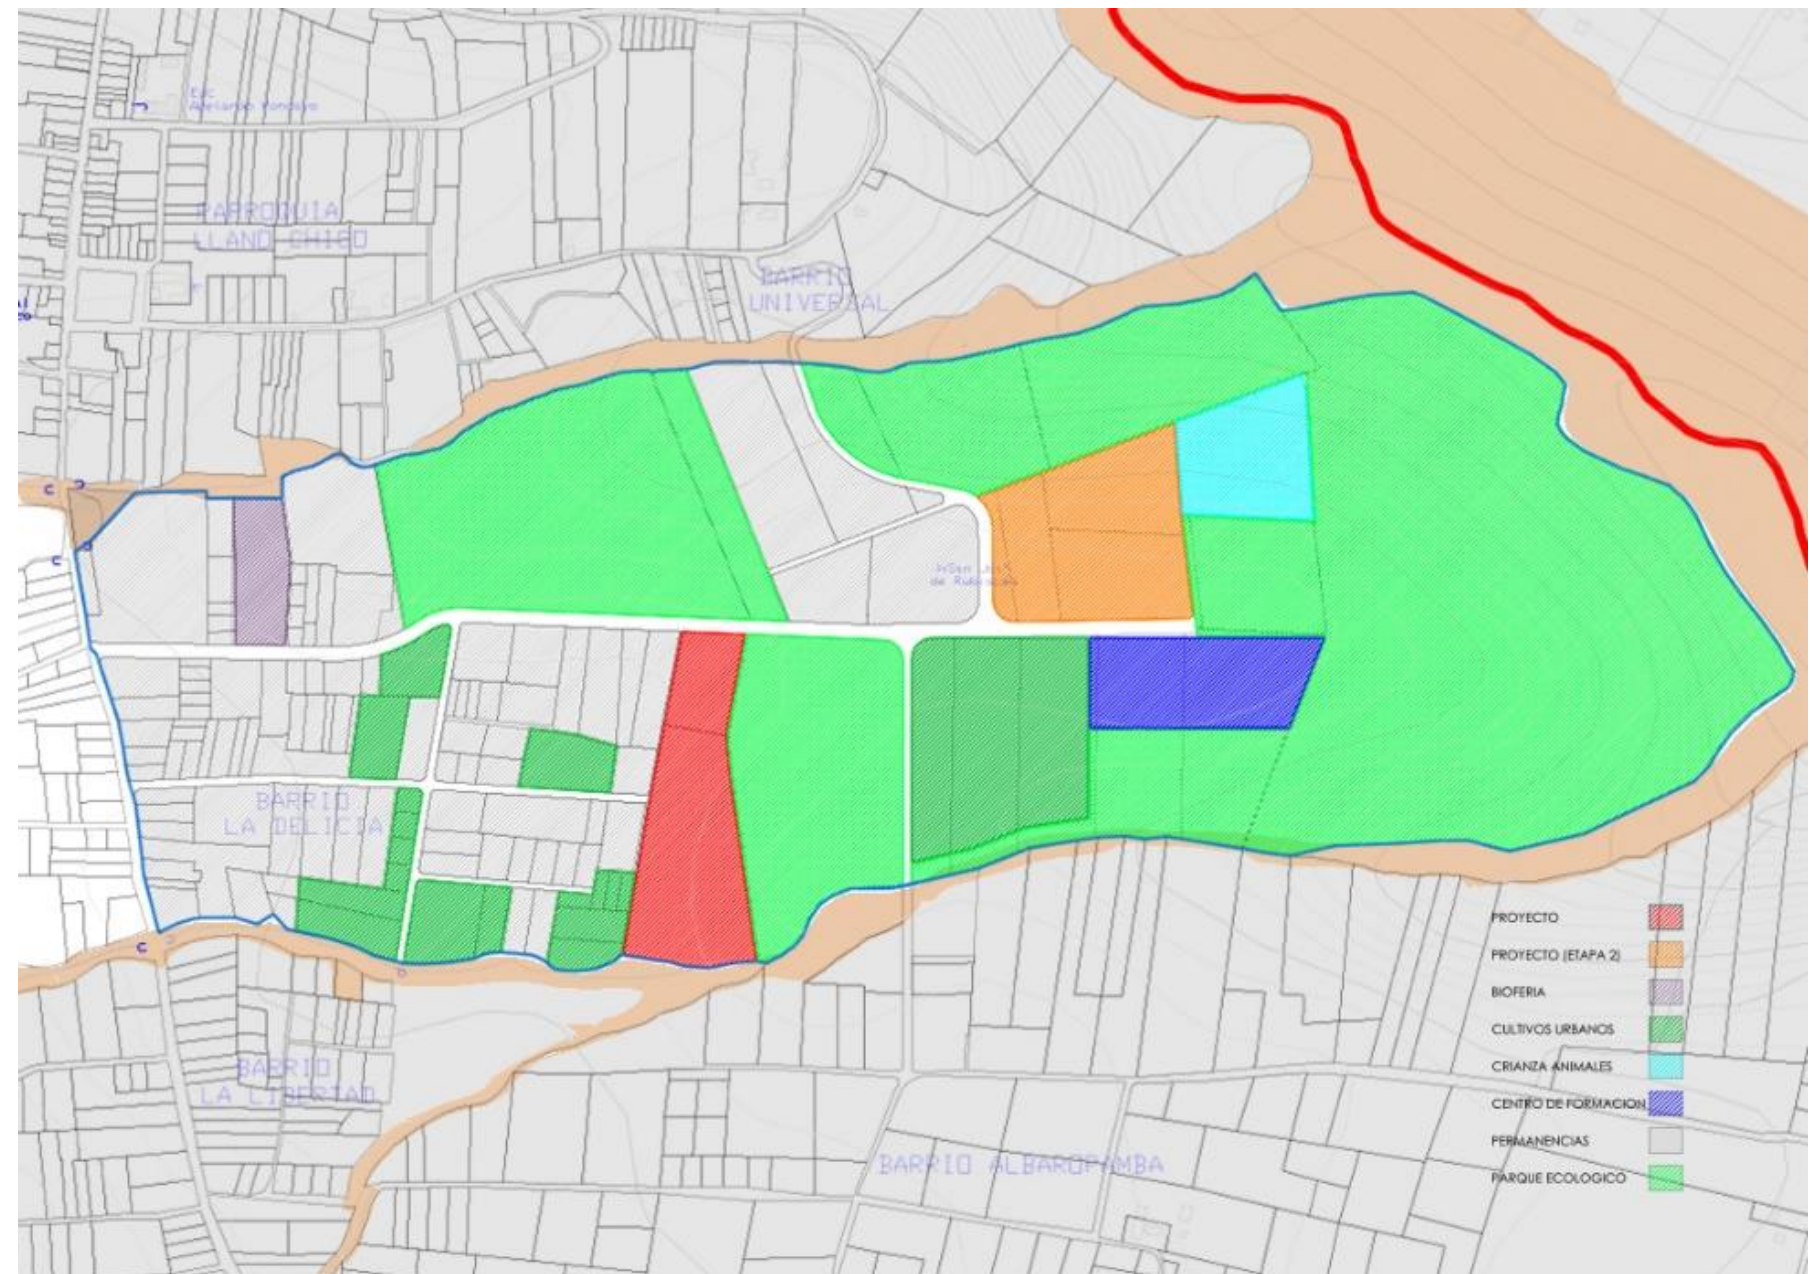 PARROQUIA
LLANO CHICO
BARRIO
UNIVERSAL
BARRIO
LA DELICIA
BARRIO
LA LIBERTAD
BARRIO ALBAROPAMBA
PROYECTO
PROYECTO (ETAPA 2)
BIOFERIA
CULTIVOS URBANOS
CRIANZA ANIMALES
CENTRO DE FORMACION
PERMANENCIAS
PARQUE ECOLOGICO